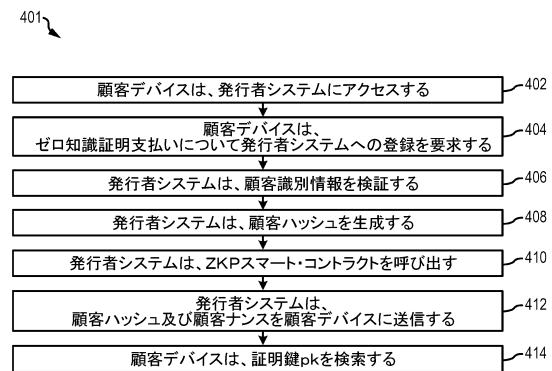 401
顧客デバイスは、発行者システムにアクセスする
402
顧客デバイスは、
ゼロ知識証明支払いについて発行者システムへの登録を要求する
404
発行者システムは、顧客識別情報を検証する
406
発行者システムは、顧客ハッシュを生成する
408
発行者システムは、ZKPスマート・コントラクトを呼び出す
410
発行者システムは、
顧客ハッシュ及び顧客ナンスを顧客デバイスに送信する
412
顧客デバイスは、証明鍵pkを検索する
414